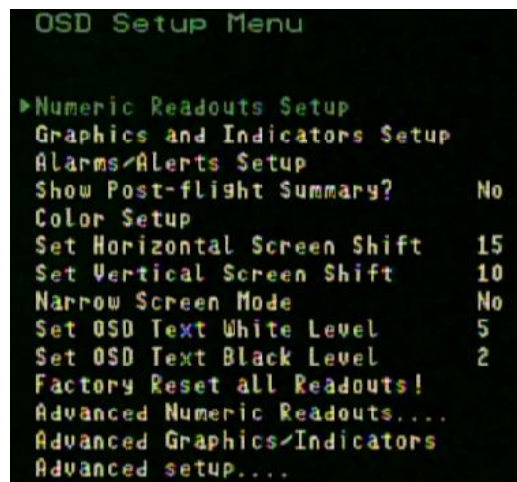 OSD Setup Menu
▶Numeric Readouts Setup
Graphics and Indicators Setup
Alarms/Alerts Setup
Show Post-flight Summary? No
Color Setup
Set Horizontal Screen Shift 15
Set Vertical Screen Shift 10
Narrow Screen Mode No
Set OSD Text White Level 5
Set OSD Text Black Level 2
Factory Reset all Readouts!
Advanced Numeric Readouts....
Advanced Graphics/Indicators
Advanced setup....